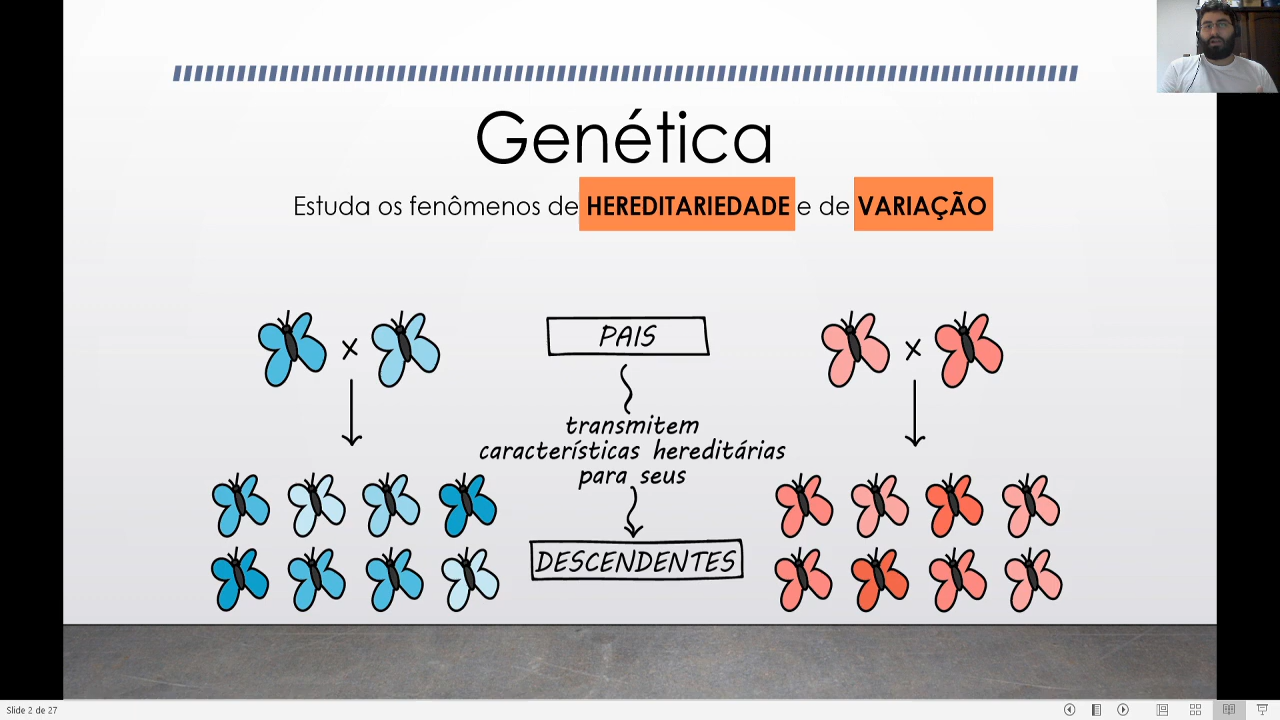 Genética
Estuda os fenômenos de HEREDITARIEDADE e de VARIAÇÃO
PAIS
x
x
transmitem
características hereditárias
para seus
DESCENDENTES
Slide 2 de 27